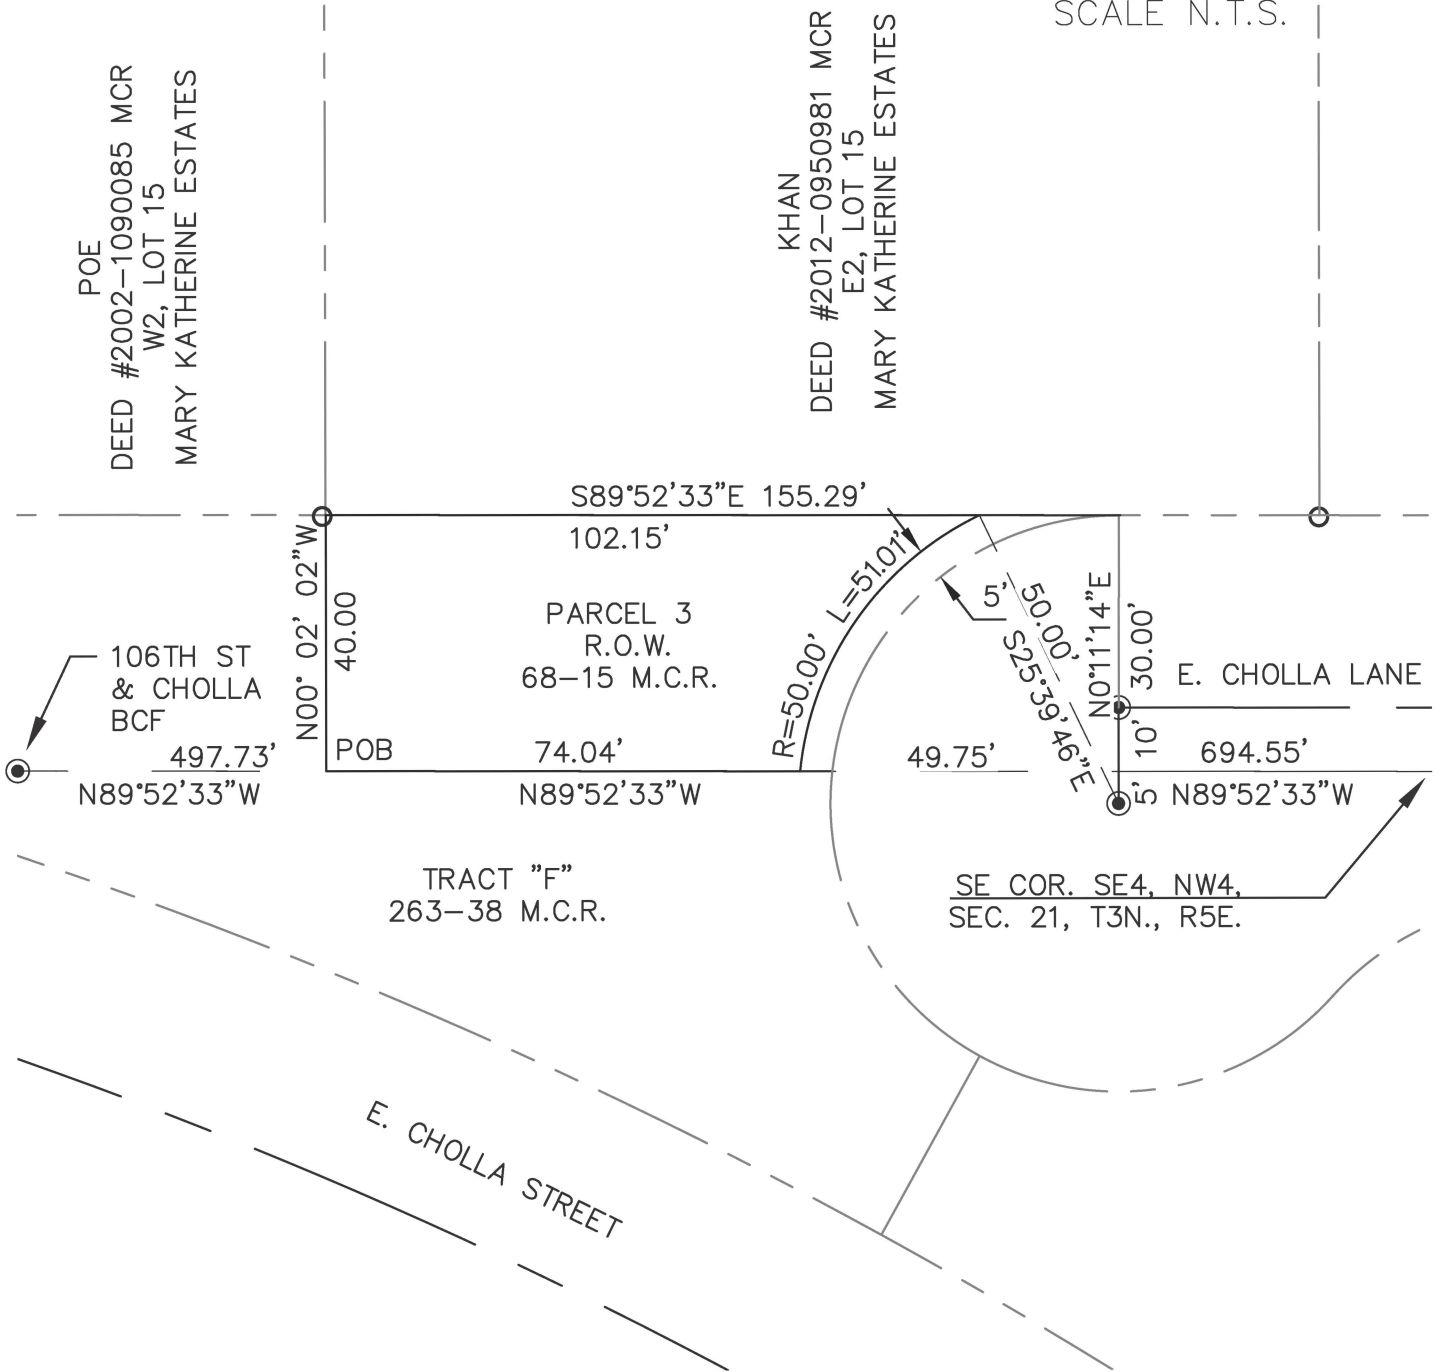 SCALE N.T.S.
POE
DEED #2002-1090085 MCR
W2, LOT 15
MARY KATHERINE ESTATES
KHAN
DEED #2012-0950981 MCR
E2, LOT 15
MARY KATHERINE ESTATES
S89°52'33"E 155.29'
102.15'
N00° 02' 02"W
40.00
PARCEL 3
R.O.W.
68-15 M.C.R.
R=50.00' L=51.01'
5'
50.00'
S25°39'46"E
N0°11'14"E
30.00'
E. CHOLLA LANE
106TH ST
& CHOLLA
BCF
497.73'
N89°52'33"W
POB
74.04'
N89°52'33"W
49.75'
10'
694.55'
5'
N89°52'33"W
TRACT "F"
263-38 M.C.R.
SE COR. SE4, NW4,
SEC. 21, T3N., R5E.
E. CHOLLA STREET